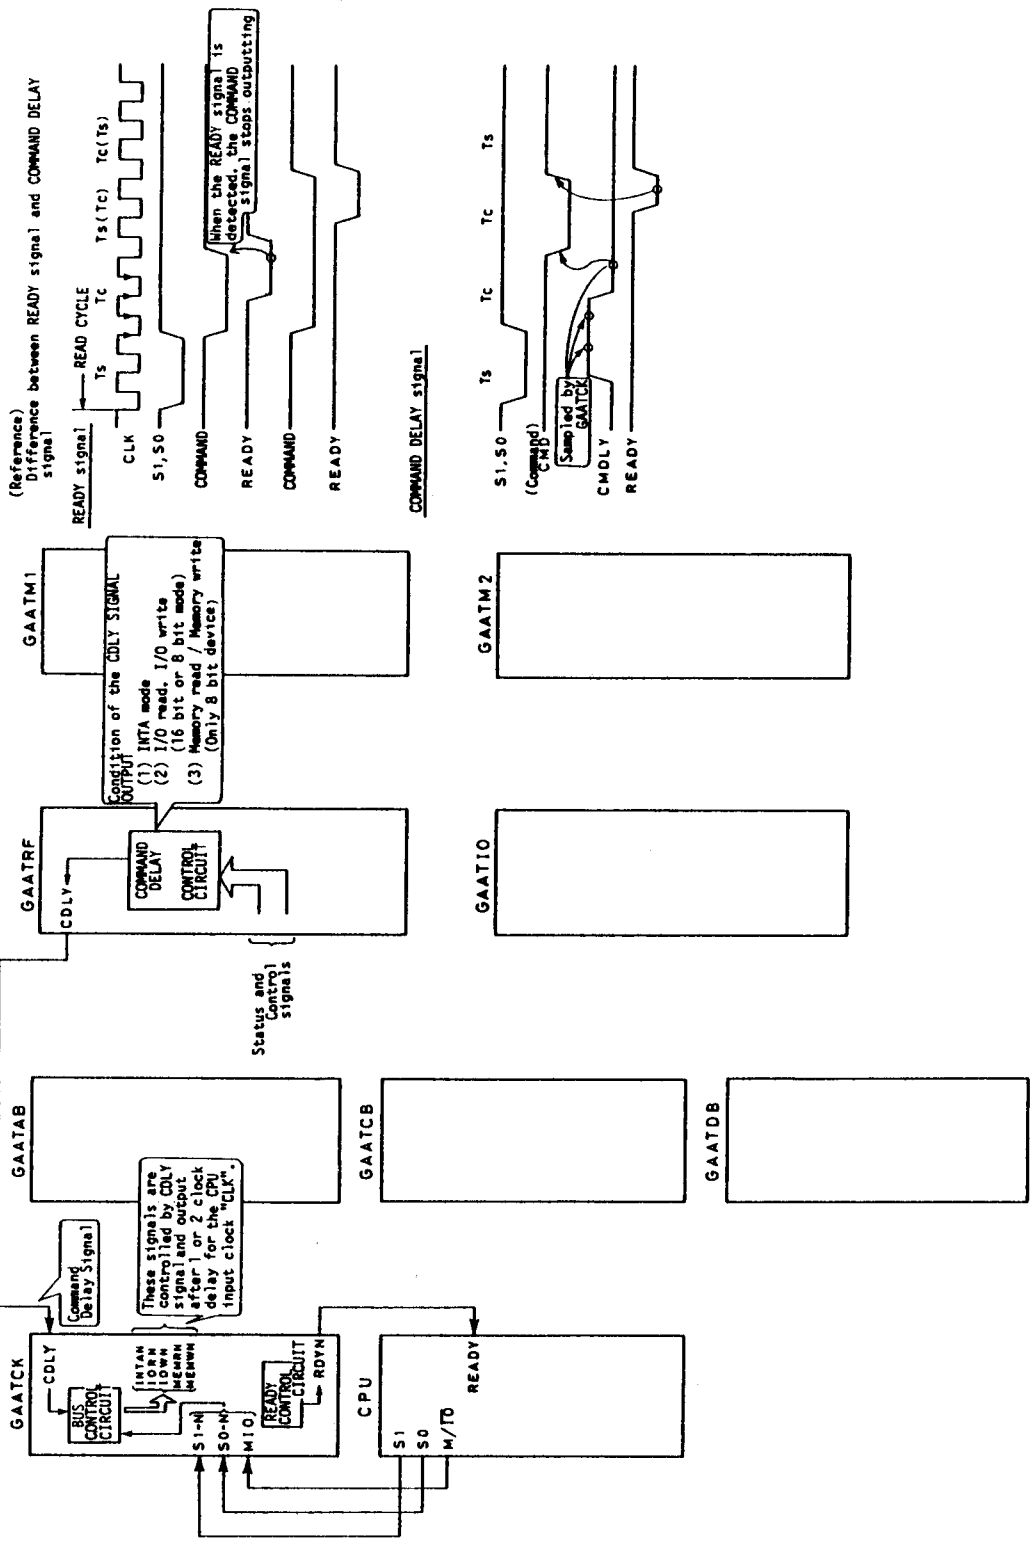 GAATCK
CDLY
BUS
CONTROL
CIRCUIT
INTAN
IORN
IOWN
MEMRN
MEMWN
S1-N
S0-N
MIO
READY
CONTROL
CIRCUIT
RDYN
Command
Delay Signal
These signals are
controlled by CDLY
signal and output
after 1 or 2 clock
delay for the CPU
input clock "CLK".
CPU
S1
S0
M/IO
READY
GAATAB
GAATCB
GAATDB
GAATRF
CDLY
COMMAND
DELAY
CONTROL
CIRCUIT
Status and
Control
signals
GAATIO
GAATM1
Condition of the CDLY SIGNAL
OUTPUT
(1) INTA mode
(2) I/O read, I/O write
(16 bit or 8 bit mode)
(3) Memory read / Memory write
(Only 8 bit device)
GAATM2
(Reference)
Difference between READY signal and COMMAND DELAY
signal
READY signal
READ CYCLE
Ts Tc Ts(Tc) Tc(Ts)
CLK
S1,S0
COMMAND
READY
When the READY signal is
detected, the COMMAND
signal stops outputting
COMMAND
READY
COMMAND DELAY signal
Ts Tc Tc Ts
S1,S0
(Command)
CMD
Sampled by
GAATCK
CMDLY
READY